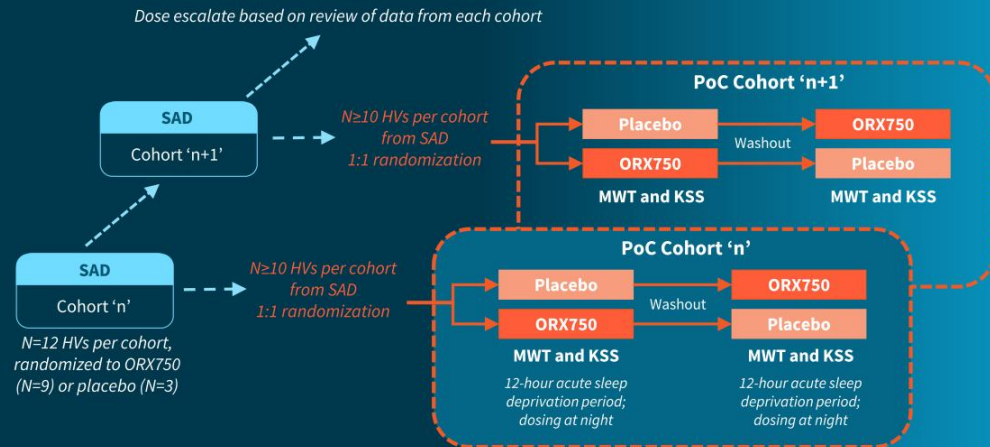 Dose escalate based on review of data from each cohort
SAD
Cohort ‘n+1’
N≥10 HVs per cohort
from SAD
1:1 randomization
PoC Cohort ‘n+1’
Placebo
ORX750
Washout
ORX750
Placebo
MWT and KSS
MWT and KSS
SAD
Cohort ‘n’
N=12 HVs per cohort,
randomized to ORX750
(N=9) or placebo (N=3)
N≥10 HVs per cohort
from SAD
1:1 randomization
PoC Cohort ‘n’
Placebo
ORX750
Washout
ORX750
Placebo
MWT and KSS
MWT and KSS
12-hour acute sleep
deprivation period;
dosing at night
12-hour acute sleep
deprivation period;
dosing at night